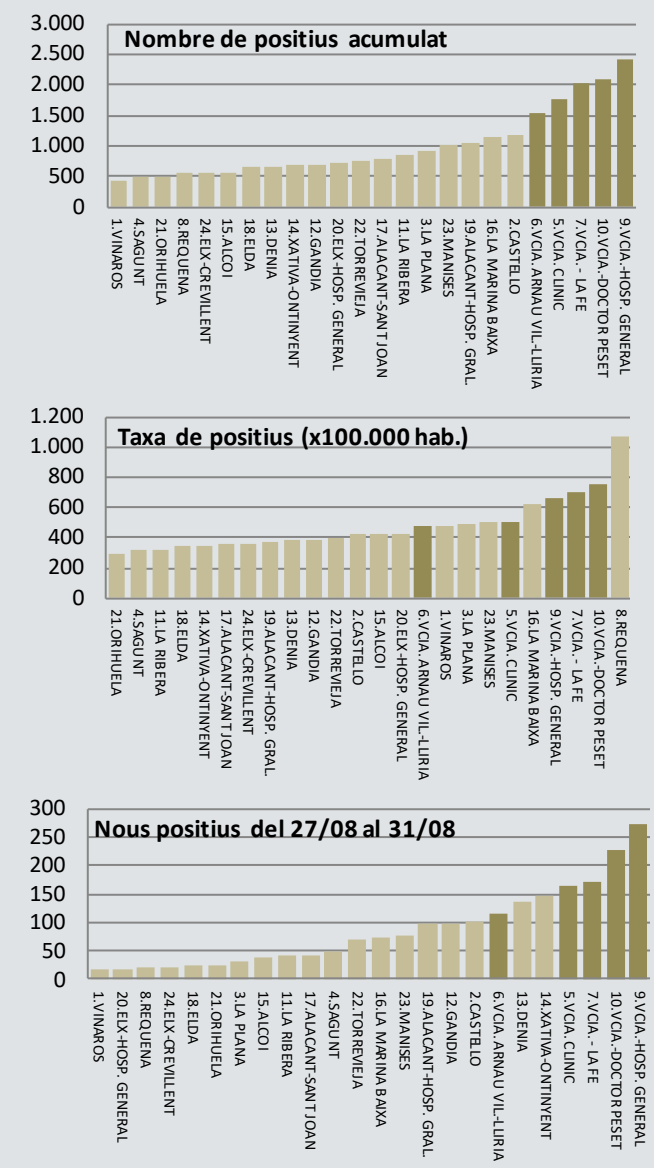 Nombre de positius acumulat
3.000
2.500
2.000
1.500
1.000
500
0
1.VINAROS
4.SAGUNT
21.ORIHUELA
8.REQUENA
24.ELX-CREVILLENT
15.ALCOI
18.ELDA
13.DENIA
14.XATIVA-ONTINYENT
12.GANDIA
20.ELX-HOSP. GENERAL
22.TORREVIEJA
17.ALACANT-SANT JOAN
11.LA RIBERA
3.LA PLANA
23.MANISES
19.ALACANT-HOSP. GRAL.
16.LA MARINA BAIXA
2.CASTELLO
6.VCIA. ARNAU VIL.-LLIRIA
5.VCIA. CLINIC
7.VCIA. - LA FE
10.VCIA.-DOCTOR PESET
9.VCIA.-HOSP. GENERAL
Taxa de positius (x100.000 hab.)
1.200
1.000
800
600
400
200
0
21.ORIHUELA
4.SAGUNT
11.LA RIBERA
18.ELDA
14.XATIVA-ONTINYENT
17.ALACANT-SANT JOAN
24.ELX-CREVILLENT
19.ALACANT-HOSP. GRAL.
13.DENIA
12.GANDIA
22.TORREVIEJA
2.CASTELLO
15.ALCOI
20.ELX-HOSP. GENERAL
6.VCIA. ARNAU VIL.-LLIRIA
1.VINAROS
3.LA PLANA
23.MANISES
5.VCIA. CLINIC
16.LA MARINA BAIXA
9.VCIA.-HOSP. GENERAL
7.VCIA. - LA FE
10.VCIA.-DOCTOR PESET
8.REQUENA
Nous positius del 27/08 al 31/08
300
250
200
150
100
50
0
1.VINAROS
20.ELX-HOSP. GENERAL
8.REQUENA
24.ELX-CREVILLENT
18.ELDA
21.ORIHUELA
3.LA PLANA
15.ALCOI
11.LA RIBERA
17.ALACANT-SANT JOAN
4.SAGUNT
22.TORREVIEJA
16.LA MARINA BAIXA
23.MANISES
19.ALACANT-HOSP. GRAL.
12.GANDIA
2.CASTELLO
6.VCIA. ARNAU VIL.-LLIRIA
13.DENIA
14.XATIVA-ONTINYENT
5.VCIA. CLINIC
7.VCIA. - LA FE
10.VCIA.-DOCTOR PESET
9.VCIA.-HOSP. GENERAL